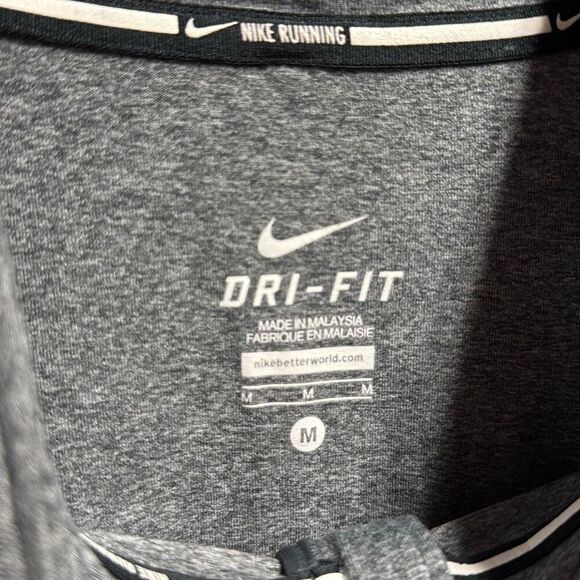 NIKE RUNNING
DRI-FIT
MADE IN MALAYSIA
FABRIQUE EN MALAISIE
nikebetterworld.com
M M M
M